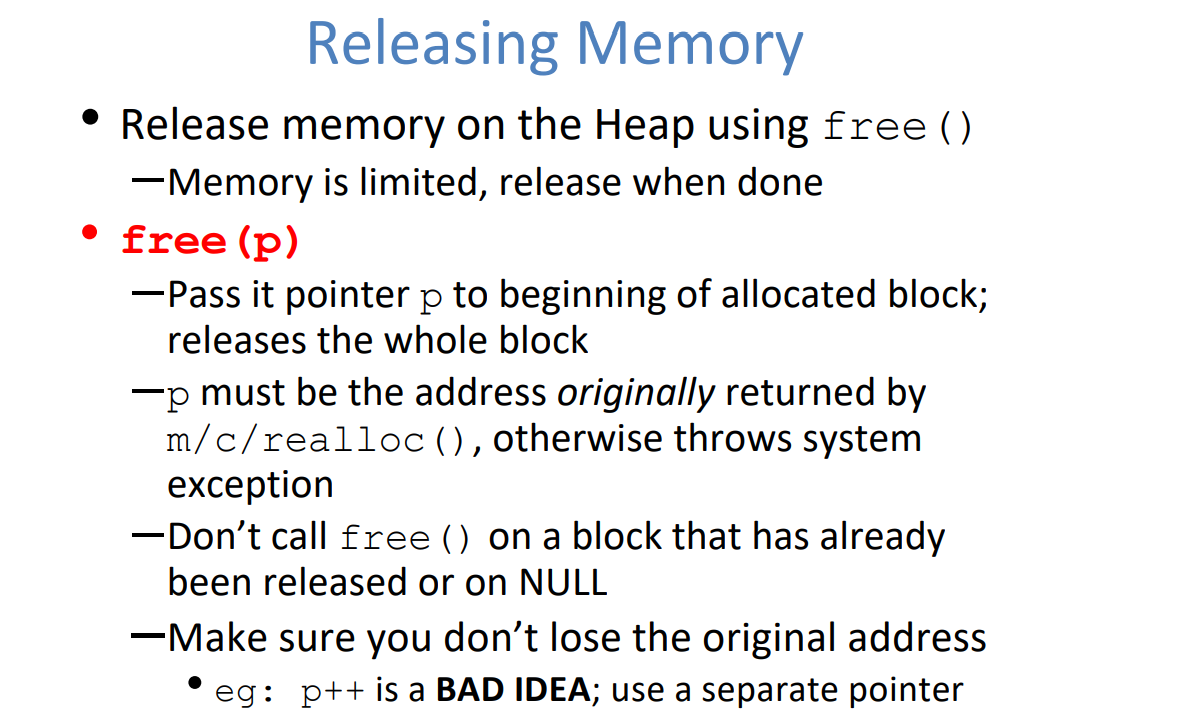 Releasing Memory
• Release memory on the Heap using free()
—Memory is limited, release when done
• free(p)
—Pass it pointer p to beginning of allocated block;
releases the whole block
—p must be the address originally returned by
m/c/realloc(), otherwise throws system
exception
—Don’t call free() on a block that has already
been released or on NULL
—Make sure you don’t lose the original address
• eg: p++ is a BAD IDEA; use a separate pointer